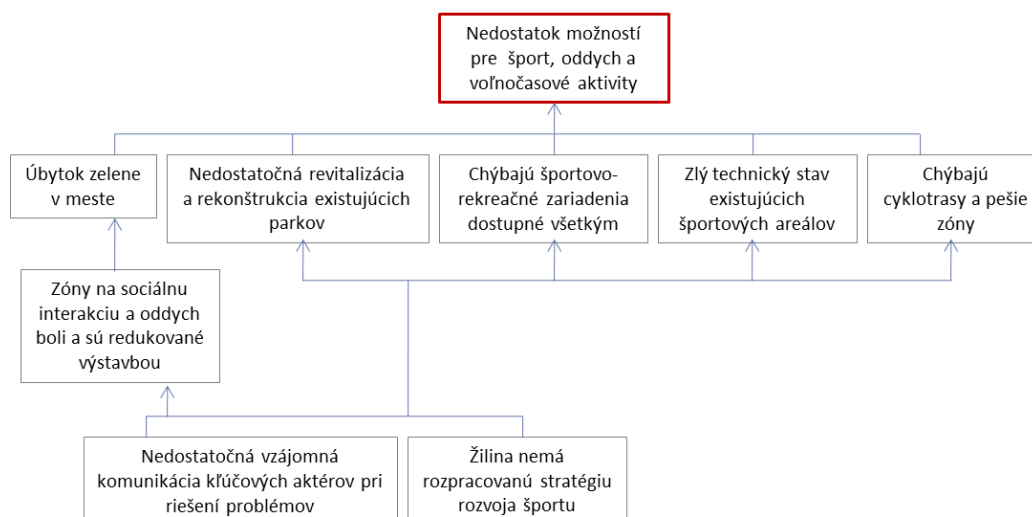 Nedostatok možností
pre šport, oddych a
voľnočasové aktivity
Úbytok zelene
v meste
Nedostatočná revitalizácia
a rekonštrukcia existujúcich
parkov
Chýbajú športovo-
rekreačné zariadenia
dostupné všetkým
Zlý technický stav
existujúcich
športových areálov
Chýbajú
cyklotrasy a pešie
zóny
Zóny na sociálnu
interakciu a oddych
boli a sú redukované
výstavbou
Nedostatočná vzájomná
komunikácia kľúčových aktérov pri
riešení problémov
Žilina nemá
rozpracovanú stratégiu
rozvoja športu